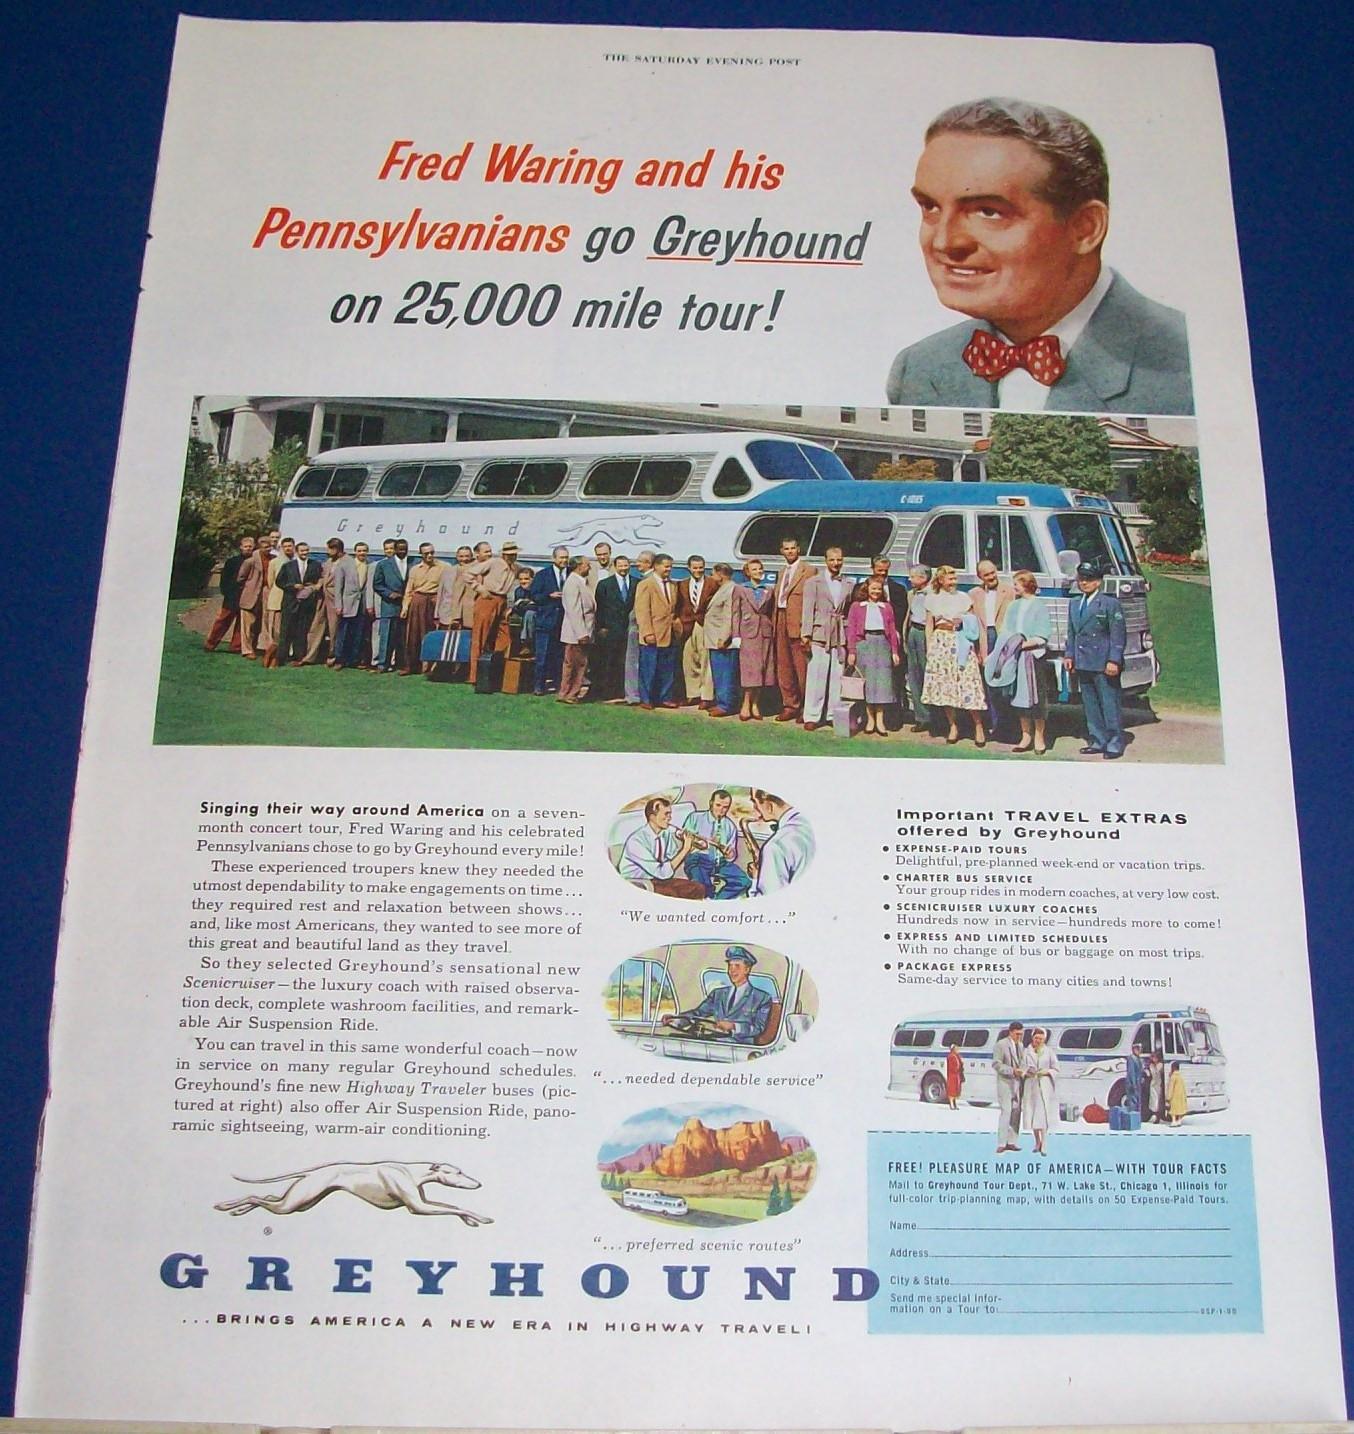 THE SATURDAY EVENING POST
Fred Waring and his
Pennsylvanians go Greyhound
on 25,000 mile tour!
Greyhound
Singing their way around America on a seven-
month concert tour, Fred Waring and his celebrated
Pennsylvanians chose to go by Greyhound every mile!
These experienced troupers knew they needed the
utmost dependability to make engagements on time...
they required rest and relaxation between shows...
and, like most Americans, they wanted to see more of
this great and beautiful land as they travel.
So they selected Greyhound's sensational new
Scenicruiser—the luxury coach with raised observa-
tion deck, complete washroom facilities, and remark-
able Air Suspension Ride.
You can travel in this same wonderful coach—now
in service on many regular Greyhound schedules.
Greyhound's fine new Highway Traveler buses (pic-
tured at right) also offer Air Suspension Ride, pano-
ramic sightseeing, warm-air conditioning.
®
"We wanted comfort..."
"...needed dependable service"
"...preferred scenic routes"
Important TRAVEL EXTRAS
offered by Greyhound
● EXPENSE-PAID TOURS
Delightful, pre-planned week-end or vacation trips.
● CHARTER BUS SERVICE
Your group rides in modern coaches, at very low cost.
● SCENICRUISER LUXURY COACHES
Hundreds now in service—hundreds more to come!
● EXPRESS AND LIMITED SCHEDULES
With no change of bus or baggage on most trips.
● PACKAGE EXPRESS
Same-day service to many cities and towns!
FREE! PLEASURE MAP OF AMERICA—WITH TOUR FACTS
Mail to Greyhound Tour Dept., 71 W. Lake St., Chicago 1, Illinois for
full-color trip-planning map, with details on 50 Expense-Paid Tours.
Name
Address
City & State
Send me special infor-
mation on a Tour to:
GREYHOUND
...BRINGS AMERICA A NEW ERA IN HIGHWAY TRAVEL!